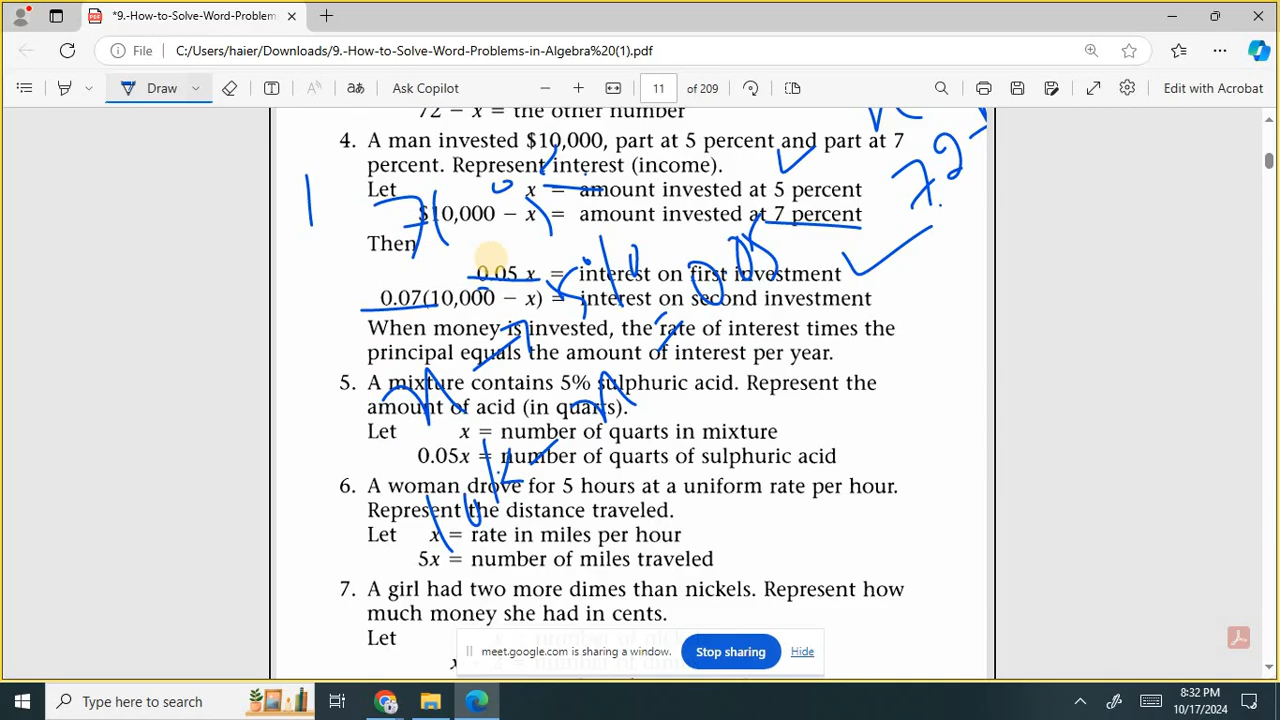 *9.-How-to-Solve-Word-Problem
File
C:/Users/haier/Downloads/9.-How-to-Solve-Word-Problems-in-Algebra%20(1).pdf
Draw
Ask Copilot
11 of 209
Edit with Acrobat
72 − x = the other number
4. A man invested $10,000, part at 5 percent and part at 7
percent. Represent interest (income).
Let x = amount invested at 5 percent
$10,000 − x = amount invested at 7 percent
Then
0.05 x = interest on first investment
0.07(10,000 − x) = interest on second investment
When money is invested, the rate of interest times the
principal equals the amount of interest per year.
5. A mixture contains 5% sulphuric acid. Represent the
amount of acid (in quarts).
Let x = number of quarts in mixture
0.05x = number of quarts of sulphuric acid
6. A woman drove for 5 hours at a uniform rate per hour.
Represent the distance traveled.
Let x = rate in miles per hour
5x = number of miles traveled
7. A girl had two more dimes than nickels. Represent how
much money she had in cents.
Let
meet.google.com is sharing a window.
Stop sharing
Hide
Type here to search
8:32 PM
10/17/2024